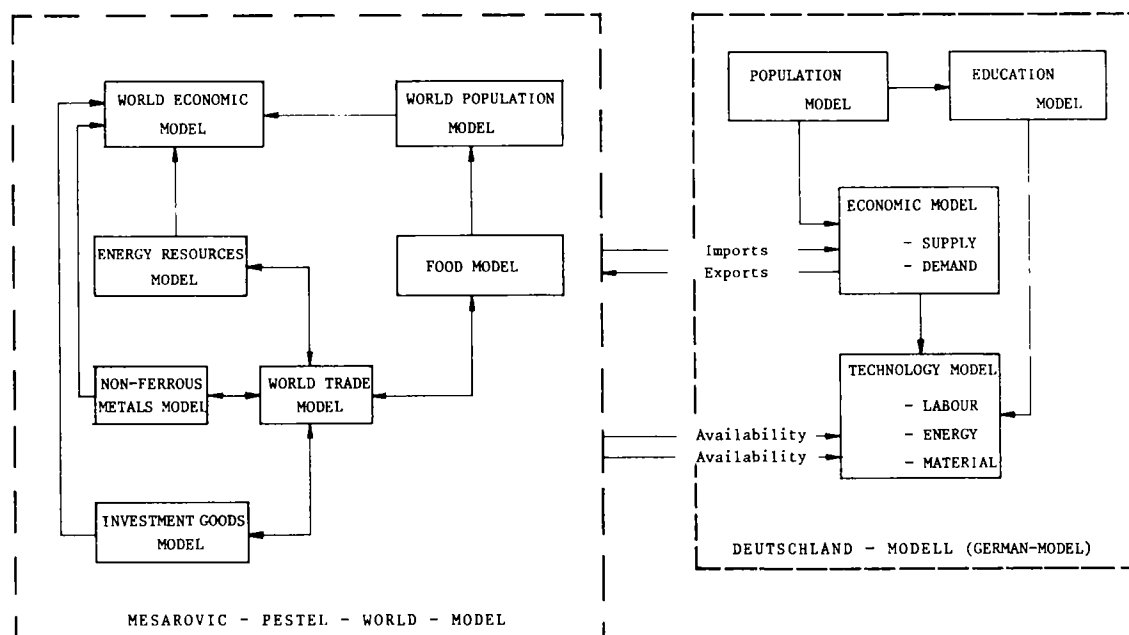 WORLD ECONOMIC
MODEL
WORLD POPULATION
MODEL
ENERGY RESOURCES
MODEL
FOOD MODEL
NON-FERROUS
METALS MODEL
WORLD TRADE
MODEL
INVESTMENT GOODS
MODEL
MESAROVIC - PESTEL - WORLD - MODEL
Imports
Exports
Availability
Availability
POPULATION
MODEL
EDUCATION
MODEL
ECONOMIC MODEL
- SUPPLY
- DEMAND
TECHNOLOGY MODEL
- LABOUR
- ENERGY
- MATERIAL
DEUTSCHLAND - MODELL (GERMAN-MODEL)